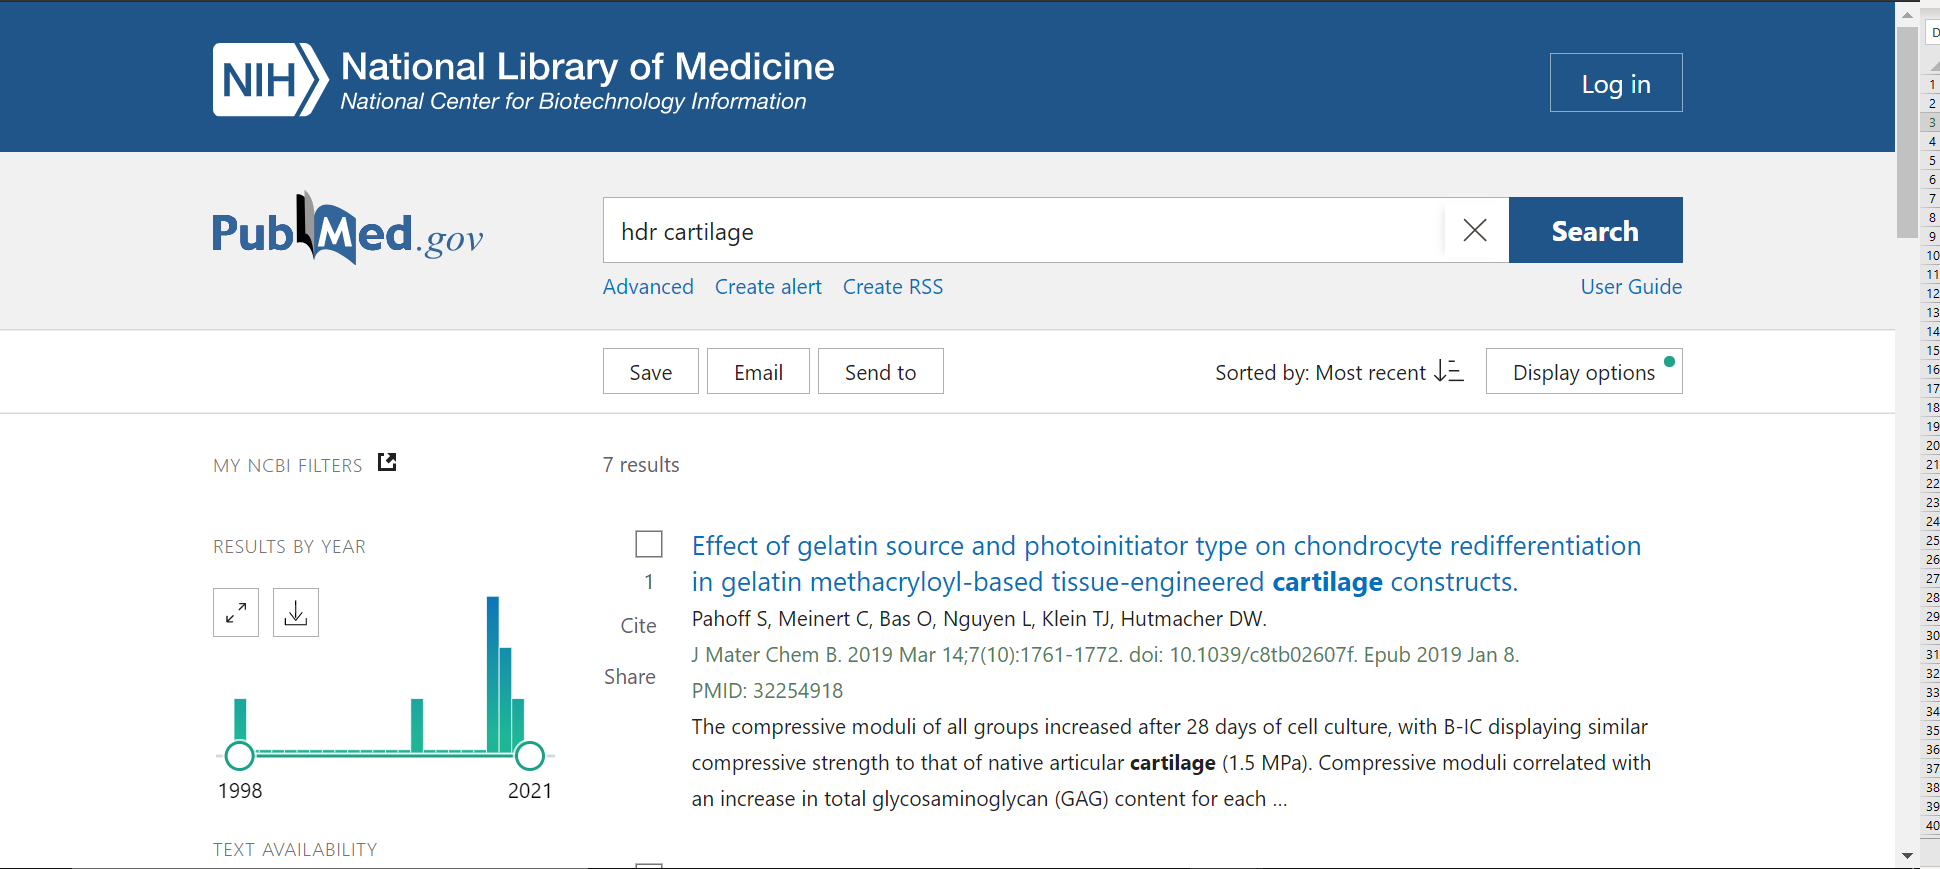 NIH National Library of Medicine
National Center for Biotechnology Information
Log in
PubMed.gov
hdr cartilage
Search
Advanced Create alert Create RSS
User Guide
Save Email Send to
Sorted by: Most recent
Display options
MY NCBI FILTERS
7 results
RESULTS BY YEAR
1998 2021
TEXT AVAILABILITY
1
Cite
Share
Effect of gelatin source and photoinitiator type on chondrocyte redifferentiation
in gelatin methacryloyl-based tissue-engineered cartilage constructs.
Pahoff S, Meinert C, Bas O, Nguyen L, Klein TJ, Hutmacher DW.
J Mater Chem B. 2019 Mar 14;7(10):1761-1772. doi: 10.1039/c8tb02607f. Epub 2019 Jan 8.
PMID: 32254918
The compressive moduli of all groups increased after 28 days of cell culture, with B-IC displaying similar
compressive strength to that of native articular cartilage (1.5 MPa). Compressive moduli correlated with
an increase in total glycosaminoglycan (GAG) content for each ...
D
1
2
3
4
5
6
7
8
9
10
11
12
13
14
15
16
17
18
19
20
21
22
23
24
25
26
27
28
29
30
31
32
33
34
35
36
37
38
39
40